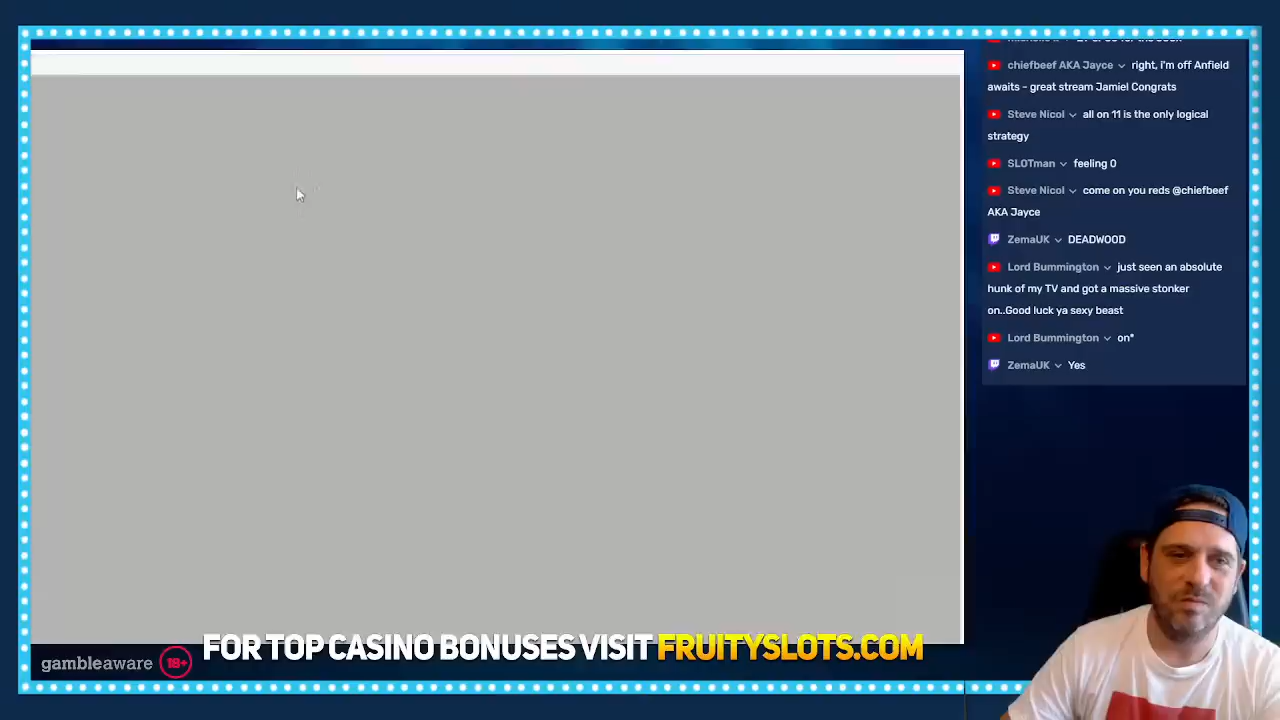 chiefbeef AKA Jayce right, i'm off Anfield
awaits - great stream Jamiel Congrats
Steve Nicol all on 11 is the only logical
strategy
SLOTman feeling 0
Steve Nicol come on you reds @chiefbeef
AKA Jayce
ZemaUK DEADWOOD
Lord Bummington just seen an absolute
hunk of my TV and got a massive stonker
on..Good luck ya sexy beast
Lord Bummington on*
ZemaUK Yes
FOR TOP CASINO BONUSES VISIT FRUITYSLOTS.COM
gambleaware 18+